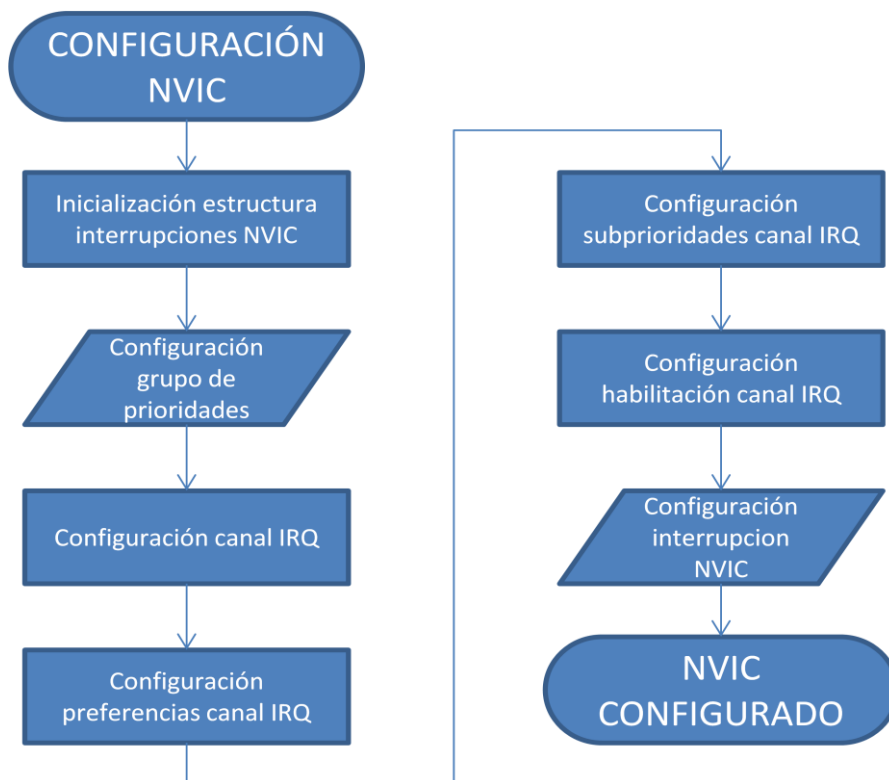 CONFIGURACIÓN
NVIC
Inicialización estructura
interrupciones NVIC
Configuración
grupo de
prioridades
Configuración canal IRQ
Configuración
preferencias canal IRQ
Configuración
subprioridades canal IRQ
Configuración
habilitación canal IRQ
Configuración
interrupcion
NVIC
NVIC
CONFIGURADO